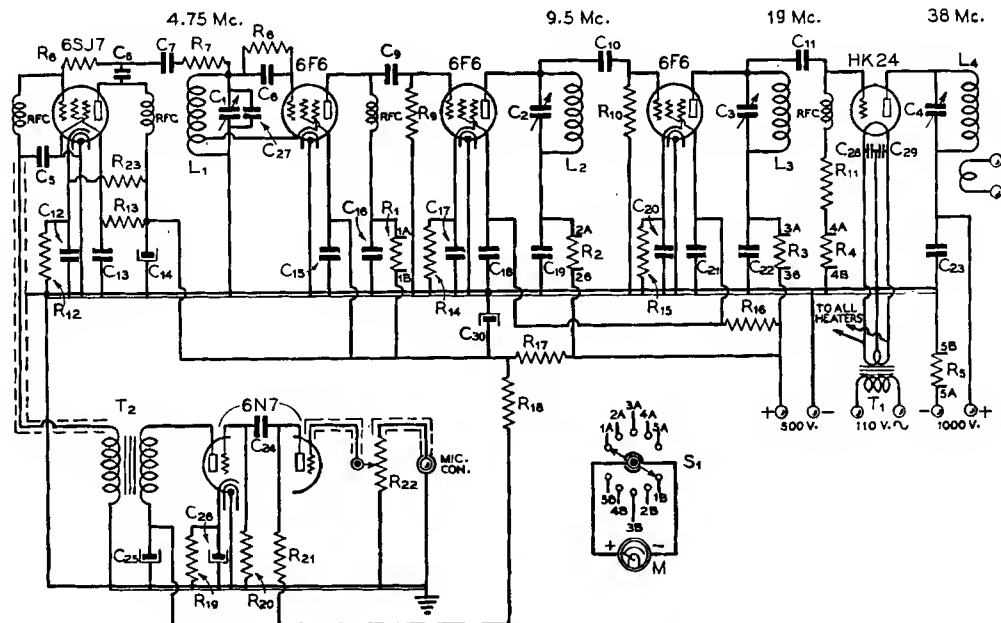 4.75 Mc. 9.5 Mc. 19 Mc. 38 Mc.
R6 6SJ7 C8 C7 R7 R6 C9 C10 C11 HK24 L4
6F6 6F6 6F6
RFC RFC C1 C6 RFC R9 C2 R10 C3 RFC C4
C27 C28 C29
C5 R23 L1 L2 L3 R11
C12 R13 C16 R1 1A C17 2A C20 3A 4A
C13 C14 C15 1B C18 C19 R2 C21 C22 R3 R4 C23
R12 R14 26 R15 36 4B
C30 R16 TO ALL HEATERS
R17 5B
R5
T1 5A
R18 + 500 V. - 110 V. ~ - 1000 V. +
T2 6N7
C24 MIC. CON.
R22
3A
2A 4A
1A 5A
S1
5B 1B
4B 2B
3B
C26 R21
C25
R19 R20
+ - M